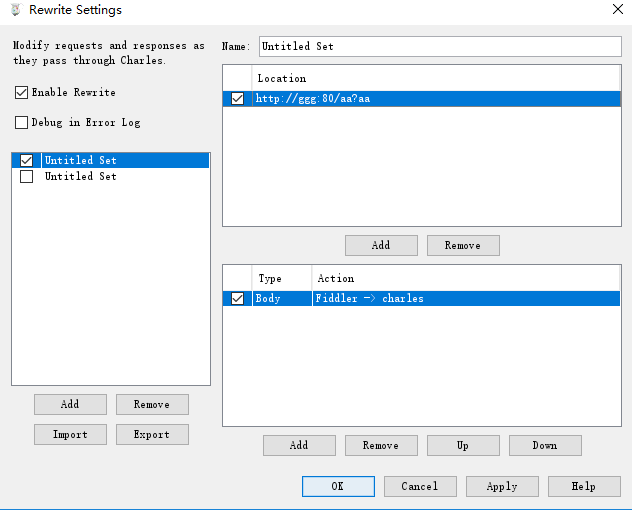 Rewrite Settings
Modify requests and responses as
they pass through Charles.
Enable Rewrite
Debug in Error Log
Untitled Set
Untitled Set
Add
Remove
Import
Export
Name: Untitled Set
Location
http://ggg:80/aa?aa
Add
Remove
Type Action
Body Fiddler -> charles
Add
Remove
Up
Down
OK
Cancel
Apply
Help